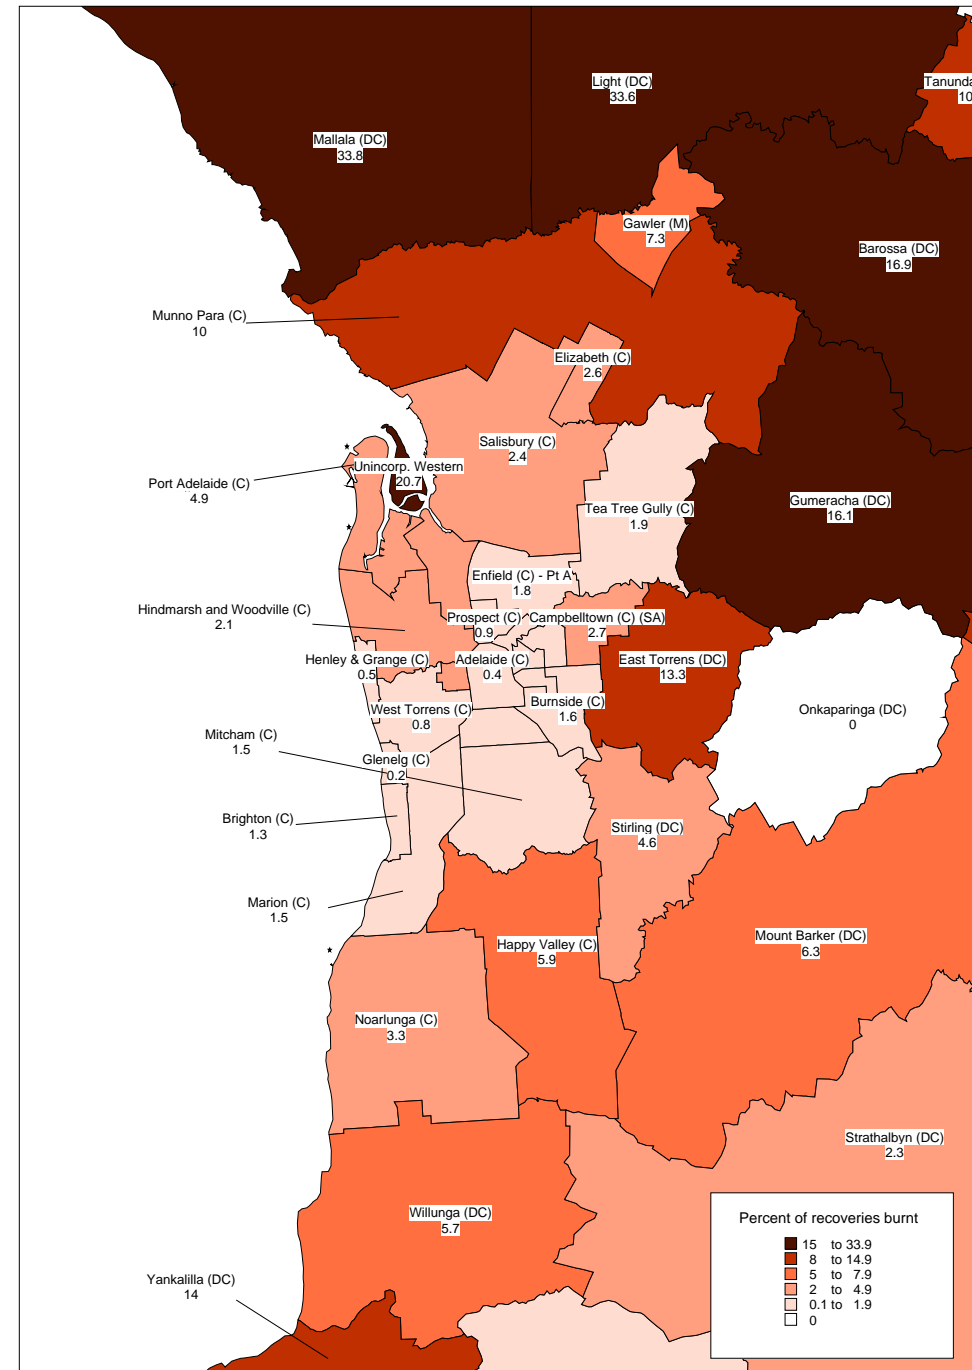 Light (DC)
33.6
Tanunda
10
Mallala (DC)
33.8
Gawler (M)
7.3
Barossa (DC)
16.9
Munno Para (C)
10
Elizabeth (C)
2.6
Salisbury (C)
2.4
Unincorp. Western
20.7
Port Adelaide (C)
4.9
Gumeracha (DC)
16.1
Tea Tree Gully (C)
1.9
Enfield (C) - Pt A
1.8
Hindmarsh and Woodville (C)
2.1
Prospect (C)
0.9
Campbelltown (C) (SA)
2.7
Henley & Grange (C)
0.5
Adelaide (C)
0.4
East Torrens (DC)
13.3
West Torrens (C)
0.8
Burnside (C)
1.6
Onkaparinga (DC)
0
Mitcham (C)
1.5
Glenelg (C)
0.2
Brighton (C)
1.3
Stirling (DC)
4.6
Marion (C)
1.5
Happy Valley (C)
5.9
Mount Barker (DC)
6.3
Noarlunga (C)
3.3
Strathalbyn (DC)
2.3
Willunga (DC)
5.7
Yankalilla (DC)
14
Percent of recoveries burnt
15 to 33.9
8 to 14.9
5 to 7.9
2 to 4.9
0.1 to 1.9
0